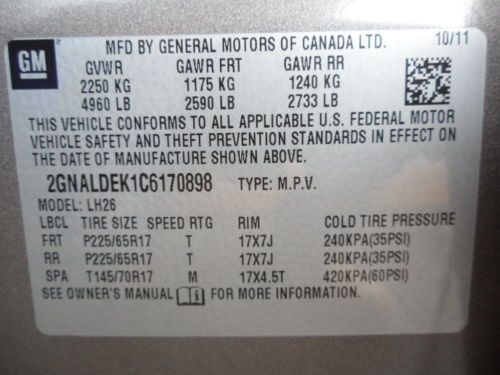 GM
MFD BY GENERAL MOTORS OF CANADA LTD. 10/11
GVWR GAWR FRT GAWR RR
2250 KG 1175 KG 1240 KG
4960 LB 2590 LB 2733 LB
THIS VEHICLE CONFORMS TO ALL APPLICABLE U.S. FEDERAL MOTOR
VEHICLE SAFETY AND THEFT PREVENTION STANDARDS IN EFFECT ON
THE DATE OF MANUFACTURE SHOWN ABOVE.
2GNALDEK1C6170898 TYPE: M.P.V.
MODEL: LH26
LBCL TIRE SIZE SPEED RTG RIM COLD TIRE PRESSURE
FRT P225/65R17 T 17X7J 240KPA(35PSI)
RR P225/65R17 T 17X7J 240KPA(35PSI)
SPA T145/70R17 M 17X4.5T 420KPA(60PSI)
SEE OWNER'S MANUAL FOR MORE INFORMATION.